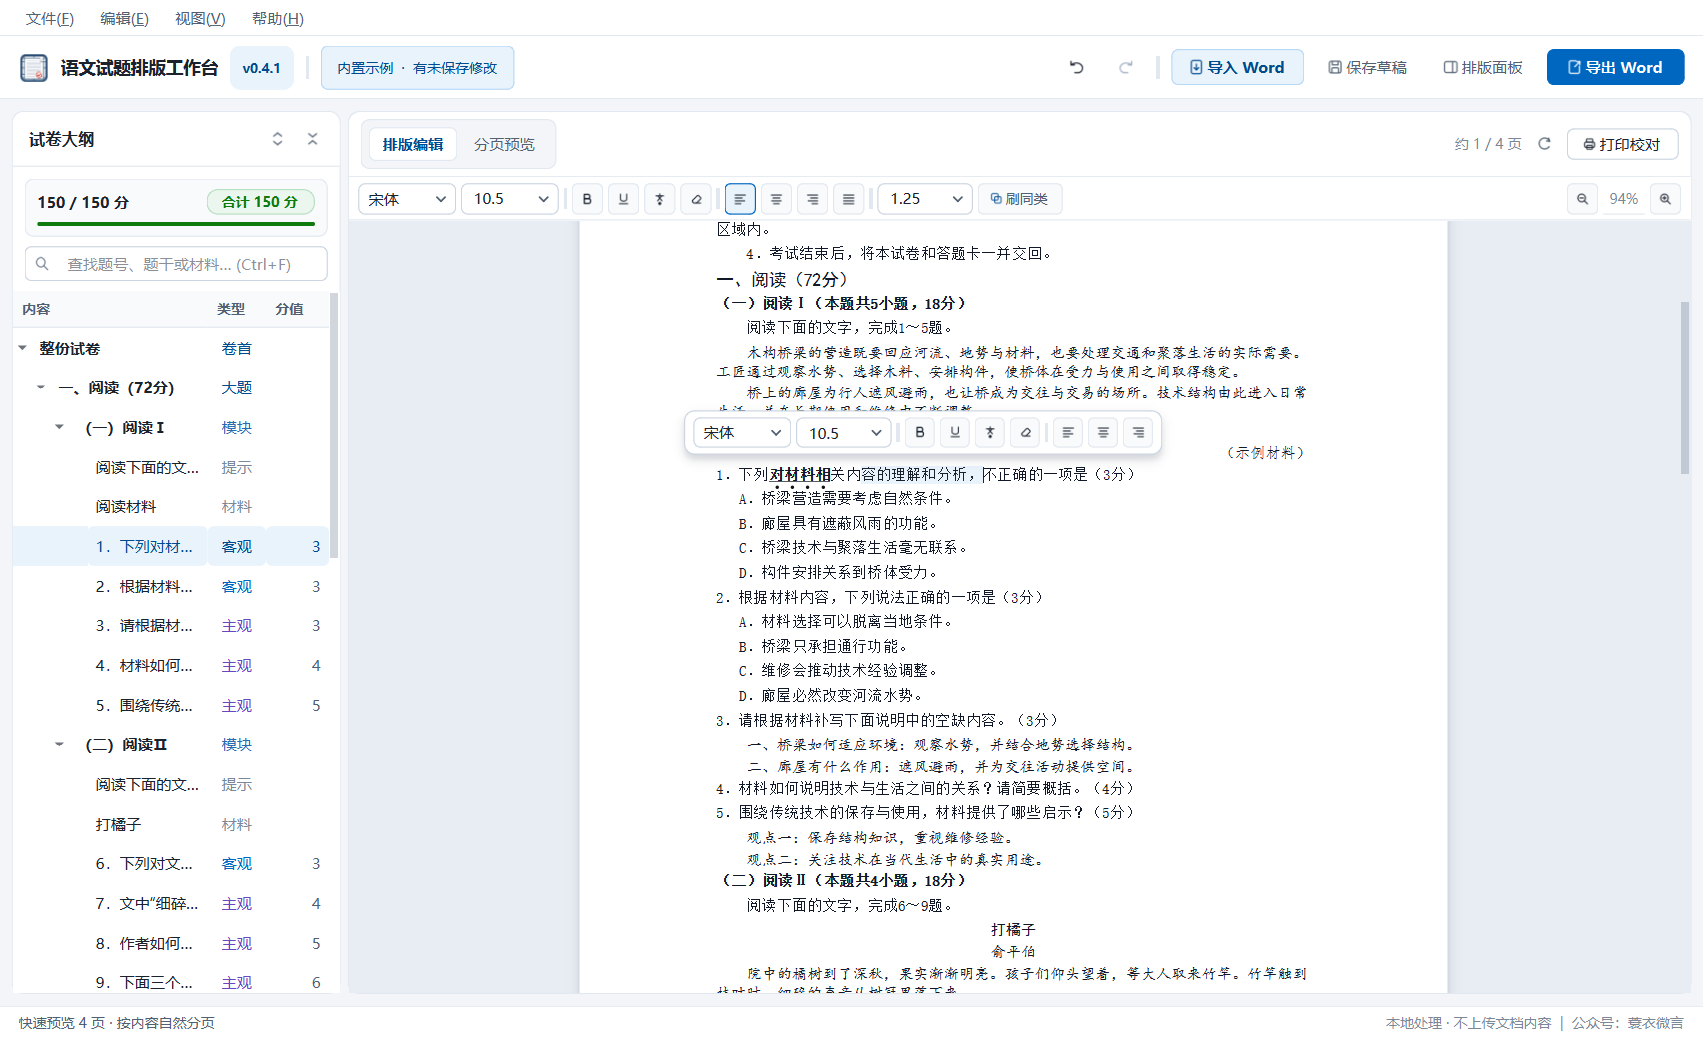 文件(F) 编辑(E) 视图(V) 帮助(H)
语文试题排版工作台 v0.4.1 内置示例 · 有未保存修改 导入 Word 保存草稿 排版面板 导出 Word
试卷大纲
150 / 150 分 合计 150 分
查找题号、题干或材料... (Ctrl+F)
内容 类型 分值
整份试卷 卷首
一、阅读（72分） 大题
（一）阅读 I 模块
阅读下面的文... 提示
阅读材料 材料
1. 下列对材... 客观 3
2. 根据材料... 客观 3
3. 请根据材... 主观 3
4. 材料如何... 主观 4
5. 围绕传统... 主观 5
（二）阅读Ⅱ 模块
阅读下面的文... 提示
打橘子 材料
6. 下列对文... 客观 3
7. 文中“细碎... 主观 4
8. 作者如何... 主观 5
9. 下面三个... 主观 6
排版编辑 分页预览 约 1 / 4 页 打印校对
宋体 10.5 B U 1.25 刷同类 94%
区域内。
4. 考试结束后，将本试卷和答题卡一并交回。
一、阅读（72分）
（一）阅读Ⅰ（本题共5小题，18分）
阅读下面的文字，完成1～5题。
木构桥梁的营造既要回应河流、地势与材料，也要处理交通和聚落生活的实际需要。
工匠通过观察水势、选择木料、安排构件，使桥体在受力与使用之间取得稳定。
桥上的廊屋为行人遮风避雨，也让桥成为交往与交易的场所。技术结构由此进入日常
宋体 10.5 B U
（示例材料）
1. 下列对材料相关内容的理解和分析，不正确的一项是（3分）
A. 桥梁营造需要考虑自然条件。
B. 廊屋具有遮蔽风雨的功能。
C. 桥梁技术与聚落生活毫无联系。
D. 构件安排关系到桥体受力。
2. 根据材料内容，下列说法正确的一项是（3分）
A. 材料选择可以脱离当地条件。
B. 桥梁只承担通行功能。
C. 维修会推动技术经验调整。
D. 廊屋必然改变河流水势。
3. 请根据材料补写下面说明中的空缺内容。（3分）
一、桥梁如何适应环境：观察水势，并结合地势选择结构。
二、廊屋有什么作用：遮风避雨，并为交往活动提供空间。
4. 材料如何说明技术与生活之间的关系？请简要概括。（4分）
5. 围绕传统技术的保存与使用，材料提供了哪些启示？（5分）
观点一：保存结构知识，重视维修经验。
观点二：关注技术在当代生活中的真实用途。
（二）阅读Ⅱ（本题共4小题，18分）
阅读下面的文字，完成6～9题。
打橘子
俞平伯
院中的橘树到了深秋，果实渐渐明亮。孩子们仰头望着，等大人取来竹竿。竹竿触到
快速预览 4 页 · 按内容自然分页 本地处理 · 不上传文档内容 | 公众号：蓑衣微言